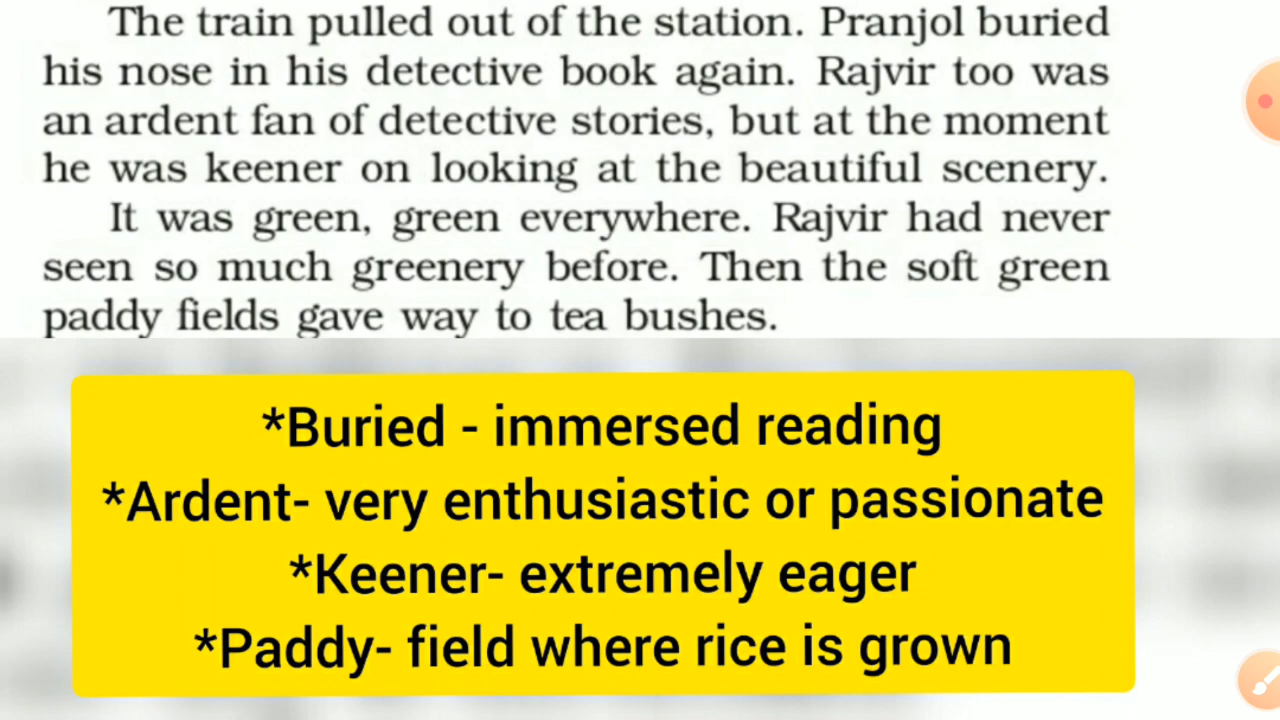 The train pulled out of the station. Pranjol buried
his nose in his detective book again. Rajvir too was
an ardent fan of detective stories, but at the moment
he was keener on looking at the beautiful scenery.
It was green, green everywhere. Rajvir had never
seen so much greenery before. Then the soft green
paddy fields gave way to tea bushes.
*Buried - immersed reading
*Ardent- very enthusiastic or passionate
*Keener- extremely eager
*Paddy- field where rice is grown